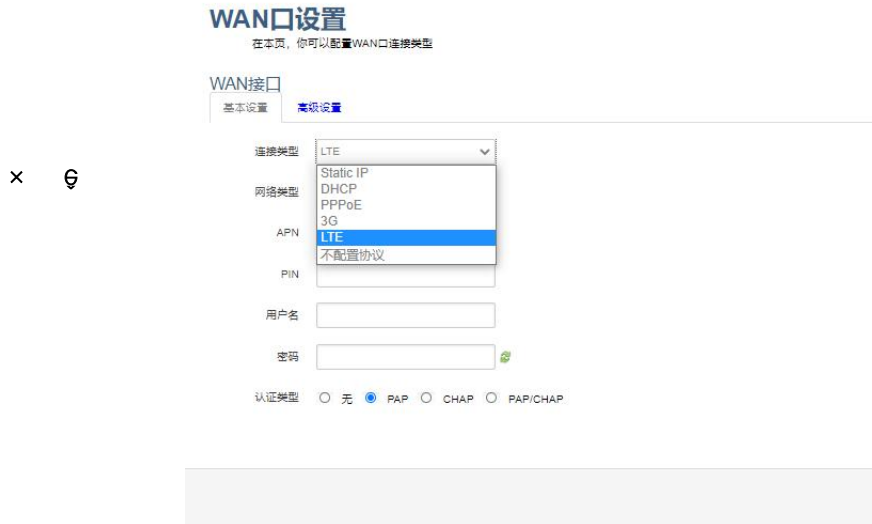 WAN口设置
在本页，你可以配置WAN口连接类型
WAN接口
基本设置 高级设置
连接类型 LTE
Static IP
网络类型 DHCP
PPPoE
3G
APN LTE
不配置协议
PIN
用户名
密码
认证类型 无 PAP CHAP PAP/CHAP